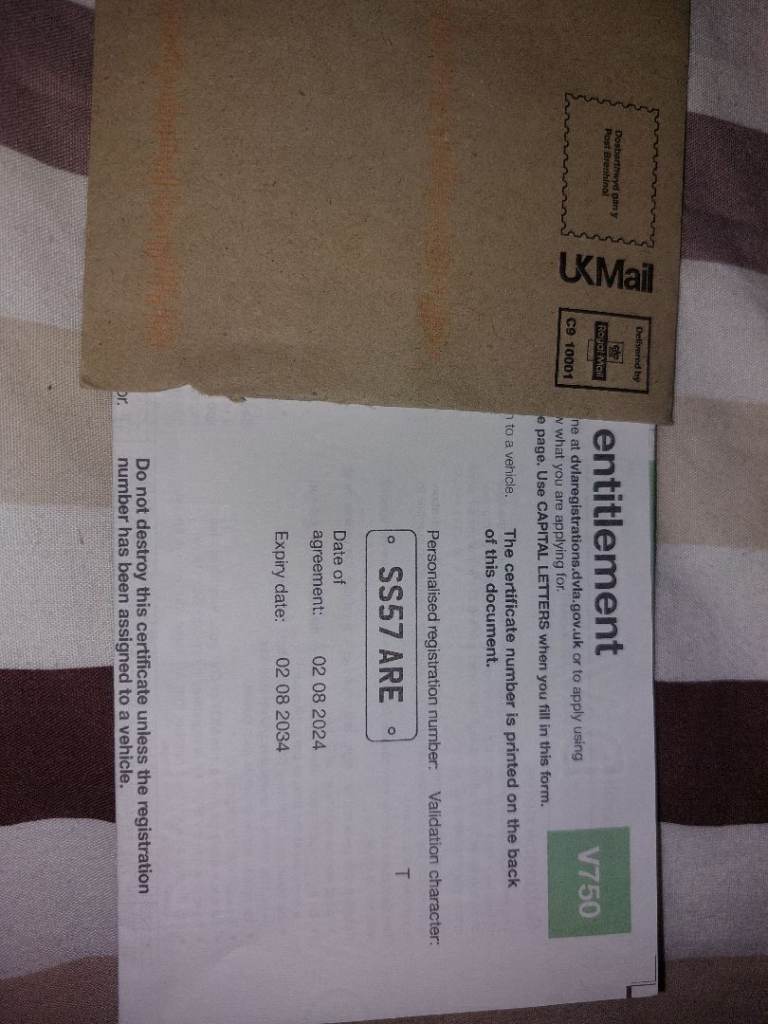 Dosbarthwyd gan y
Post Brenhinol
UKMail
Delivered by
Royal Mail
C9 10001
entitlement
V750
ne at dvlaregistrations.dvla.gov.uk or to apply using
w what you are applying for.
e page. Use CAPITAL LETTERS when you fill in this form.
to a vehicle.
The certificate number is printed on the back
of this document.
Personalised registration number:
Validation character:
SS57 ARE
T
Date of
agreement:
02 08 2024
Expiry date:
02 08 2034
or.
Do not destroy this certificate unless the registration
number has been assigned to a vehicle.